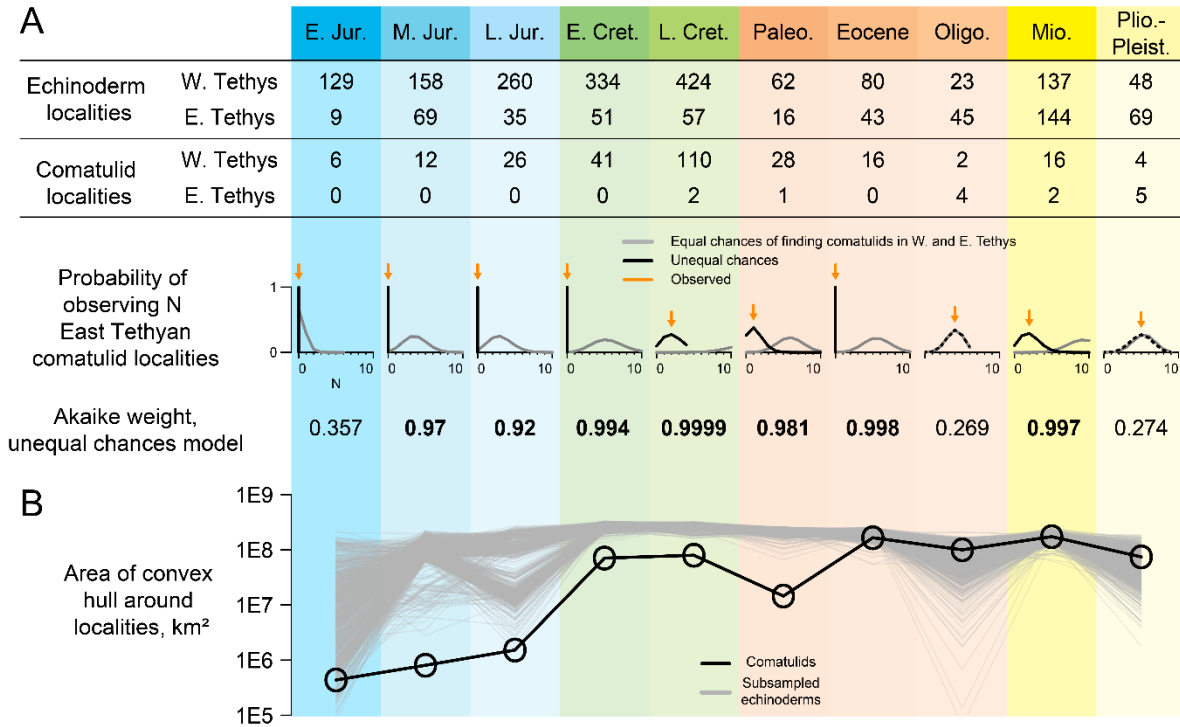 A
E. Jur. M. Jur. L. Jur. E. Cret. L. Cret. Paleo. Eocene Oligo. Mio. Plio.-
Pleist.
Echinoderm
localities
W. Tethys 129 158 260 334 424 62 80 23 137 48
E. Tethys 9 69 35 51 57 16 43 45 144 69
Comatulid
localities
W. Tethys 6 12 26 41 110 28 16 2 16 4
E. Tethys 0 0 0 0 2 1 0 4 2 5
Equal chances of finding comatulids in W. and E. Tethys
Unequal chances
Observed
Probability of
observing N
East Tethyan
comatulid localities
1
0
0 10 0 10 0 10 0 10 0 10 0 10 0 10 0 10 0 10 0 10
N
Akaike weight,
unequal chances model
0.357 0.97 0.92 0.994 0.9999 0.981 0.998 0.269 0.997 0.274
B
Area of convex
hull around
localities, km²
1E9
1E8
1E7
1E6
1E5
Comatulids
Subsampled
echinoderms